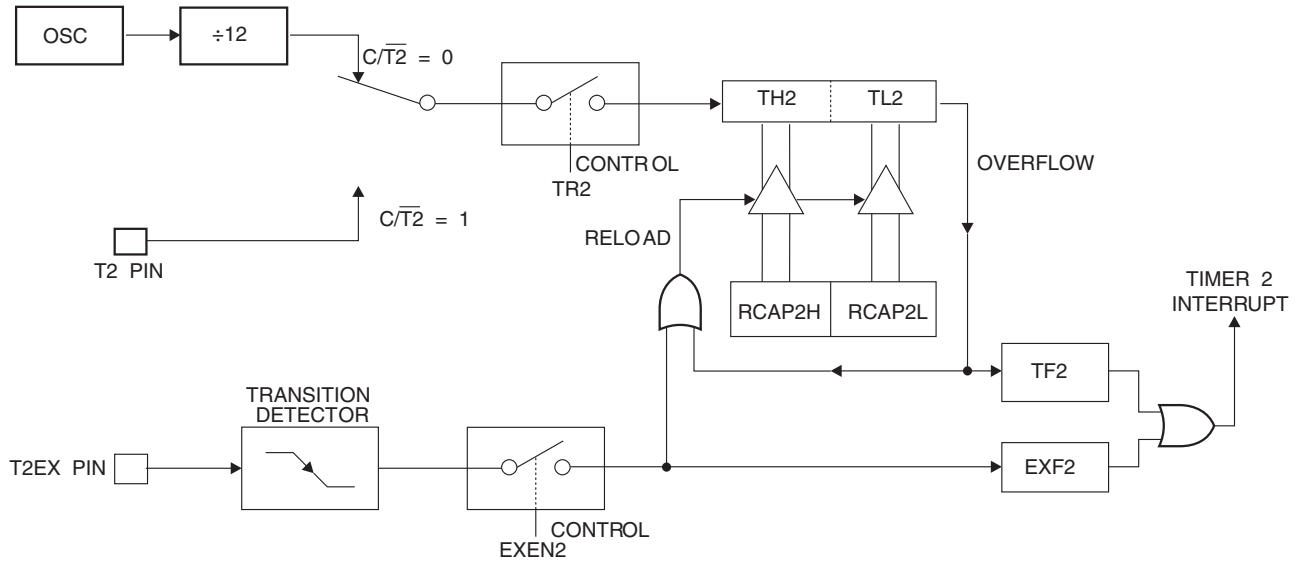 OSC
÷12
C/T2̅ = 0
TH2
TL2
CONTROL
TR2
OVERFLOW
C/T2̅ = 1
T2 PIN
RELOAD
RCAP2H
RCAP2L
TIMER 2
INTERRUPT
TF2
TRANSITION
DETECTOR
T2EX PIN
EXF2
CONTROL
EXEN2